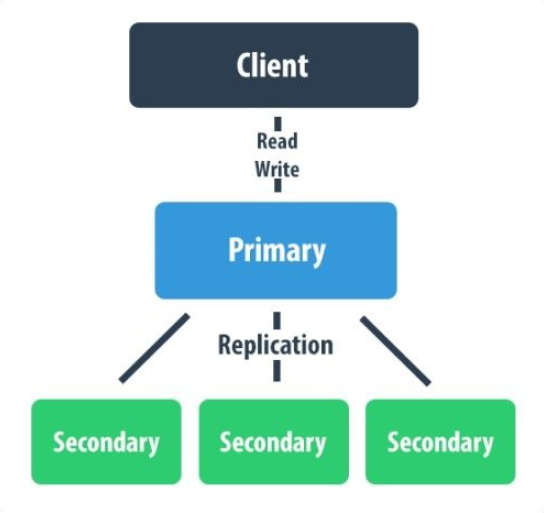 Client
Read
Write
Primary
Replication
Secondary Secondary Secondary